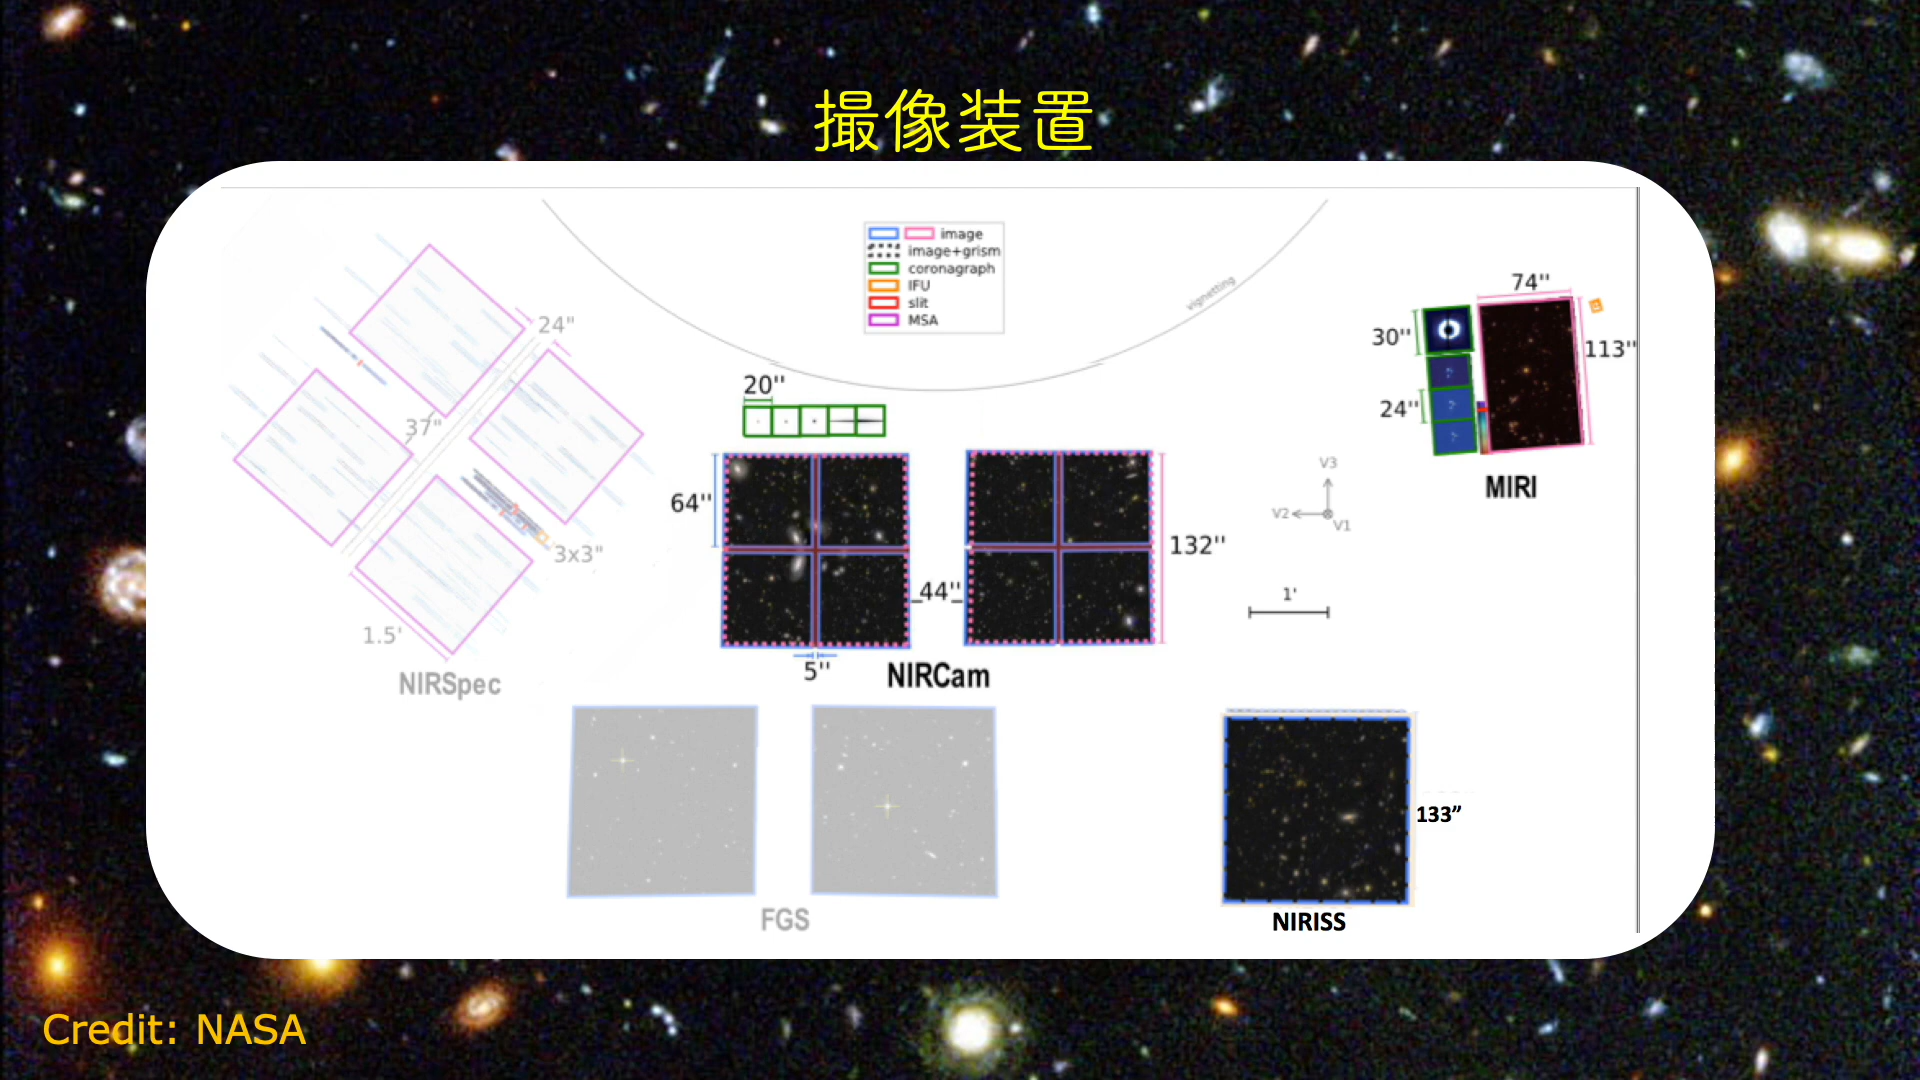 撮像装置
image
image+grism
coronagraph
IFU
slit
MSA
vignetting
24"
37"
3x3"
1.5'
NIRSpec
20''
64''
44''
132''
5''
NIRCam
74''
30''
113''
24''
MIRI
V3
V2
V1
1'
FGS
133”
NIRISS
Credit: NASA